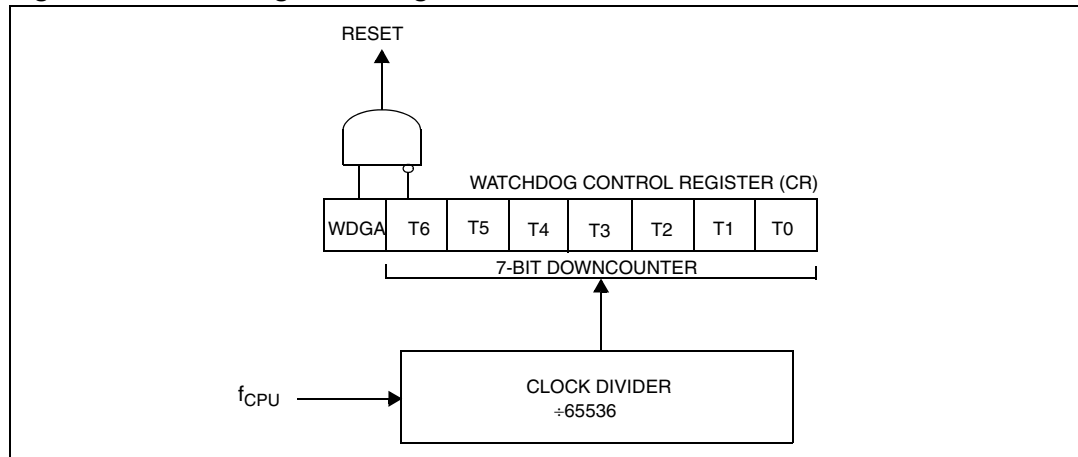 RESET
WATCHDOG CONTROL REGISTER (CR)
WDGA T6 T5 T4 T3 T2 T1 T0
7-BIT DOWNCOUNTER
fCPU
CLOCK DIVIDER
÷65536